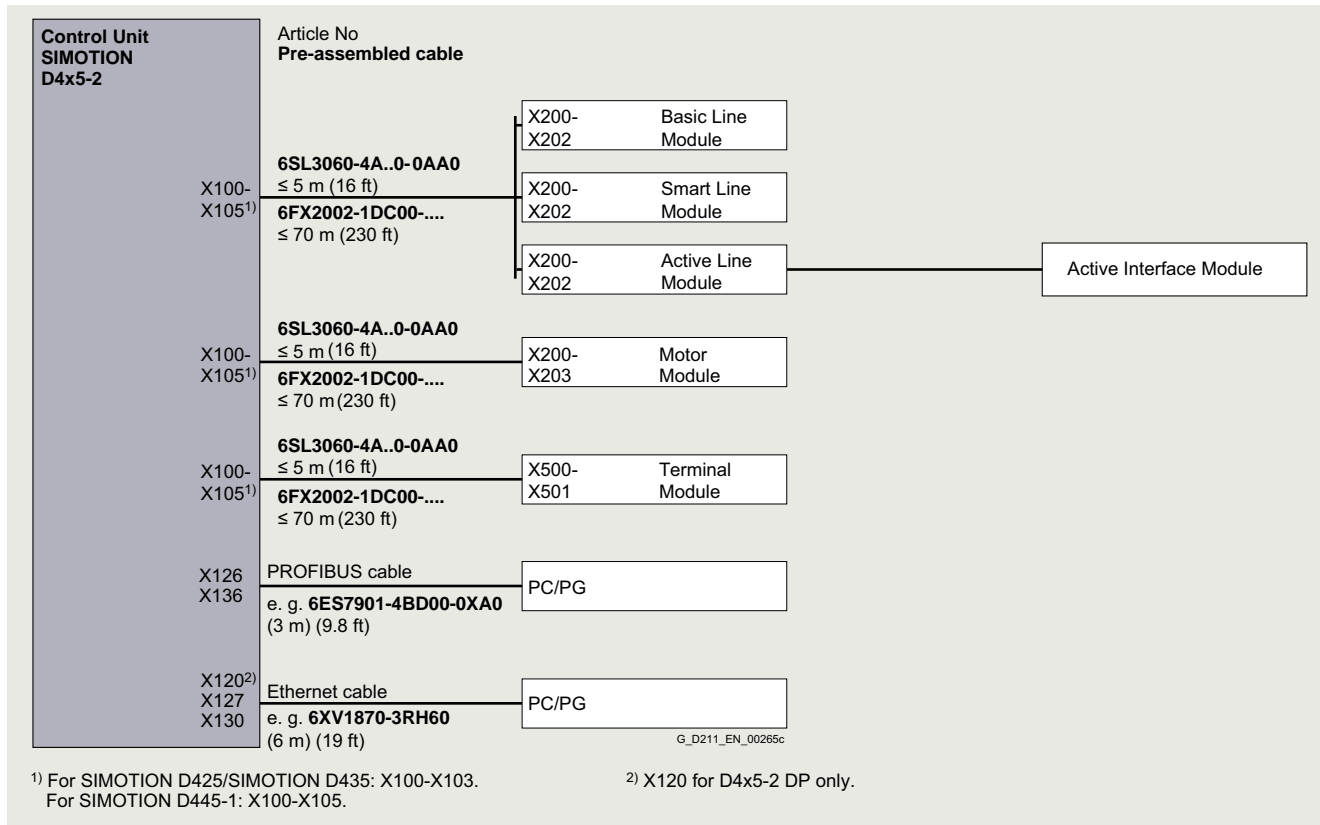 Control Unit
SIMOTION
D4x5-2
Article No
Pre-assembled cable
X200- Basic Line
X202 Module
6SL3060-4A..0-0AA0
≤ 5 m (16 ft)
X100-
X105¹⁾
6FX2002-1DC00-....
≤ 70 m (230 ft)
X200- Smart Line
X202 Module
X200- Active Line
X202 Module
Active Interface Module
6SL3060-4A..0-0AA0
≤ 5 m (16 ft)
X100-
X105¹⁾
6FX2002-1DC00-....
≤ 70 m (230 ft)
X200- Motor
X203 Module
6SL3060-4A..0-0AA0
≤ 5 m (16 ft)
X100-
X105¹⁾
6FX2002-1DC00-....
≤ 70 m (230 ft)
X500- Terminal
X501 Module
X126
X136
PROFIBUS cable
e. g. 6ES7901-4BD00-0XA0
(3 m) (9.8 ft)
PC/PG
X120²⁾
X127
X130
Ethernet cable
e. g. 6XV1870-3RH60
(6 m) (19 ft)
PC/PG
G_D211_EN_00265c
¹⁾ For SIMOTION D425/SIMOTION D435: X100-X103.
For SIMOTION D445-1: X100-X105.
²⁾ X120 for D4x5-2 DP only.